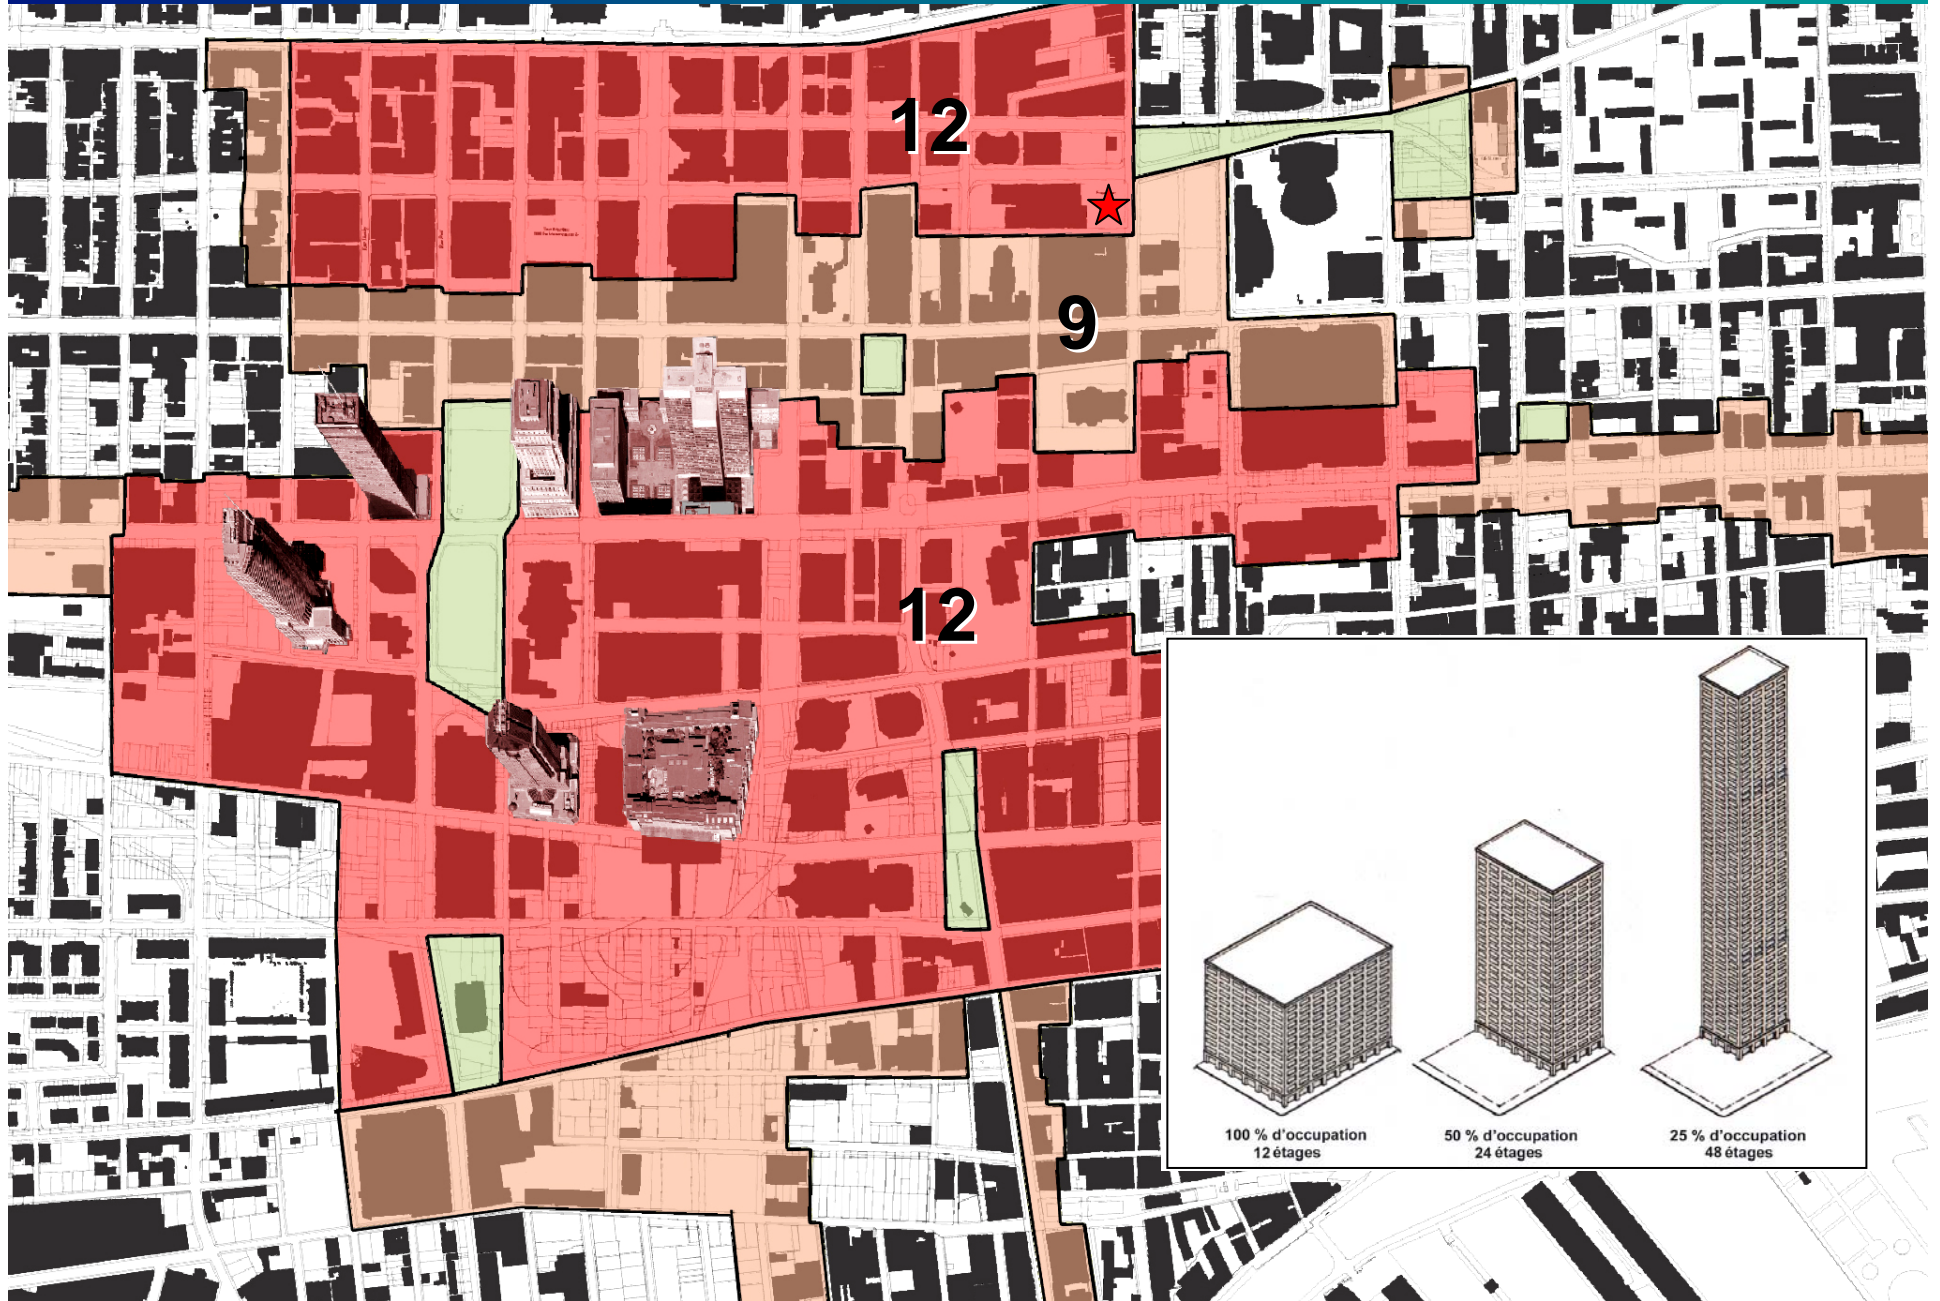 12
9
12
100 % d'occupation
12 étages
50 % d'occupation
24 étages
25 % d'occupation
48 étages